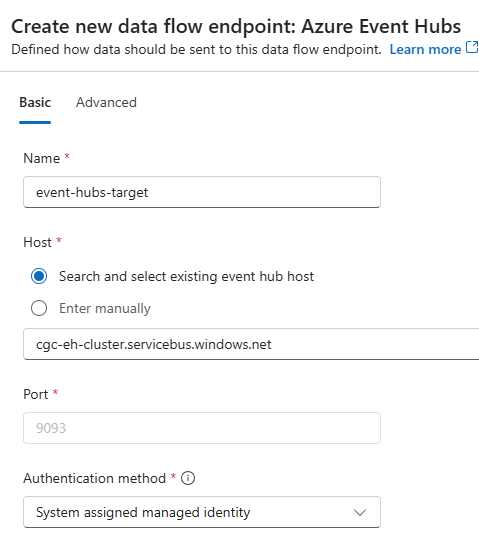 Create new data flow endpoint: Azure Event Hubs
Defined how data should be sent to this data flow endpoint. Learn more
Basic Advanced
Name *
event-hubs-target
Host *
Search and select existing event hub host
Enter manually
cgc-eh-cluster.servicebus.windows.net
Port *
9093
Authentication method *
System assigned managed identity